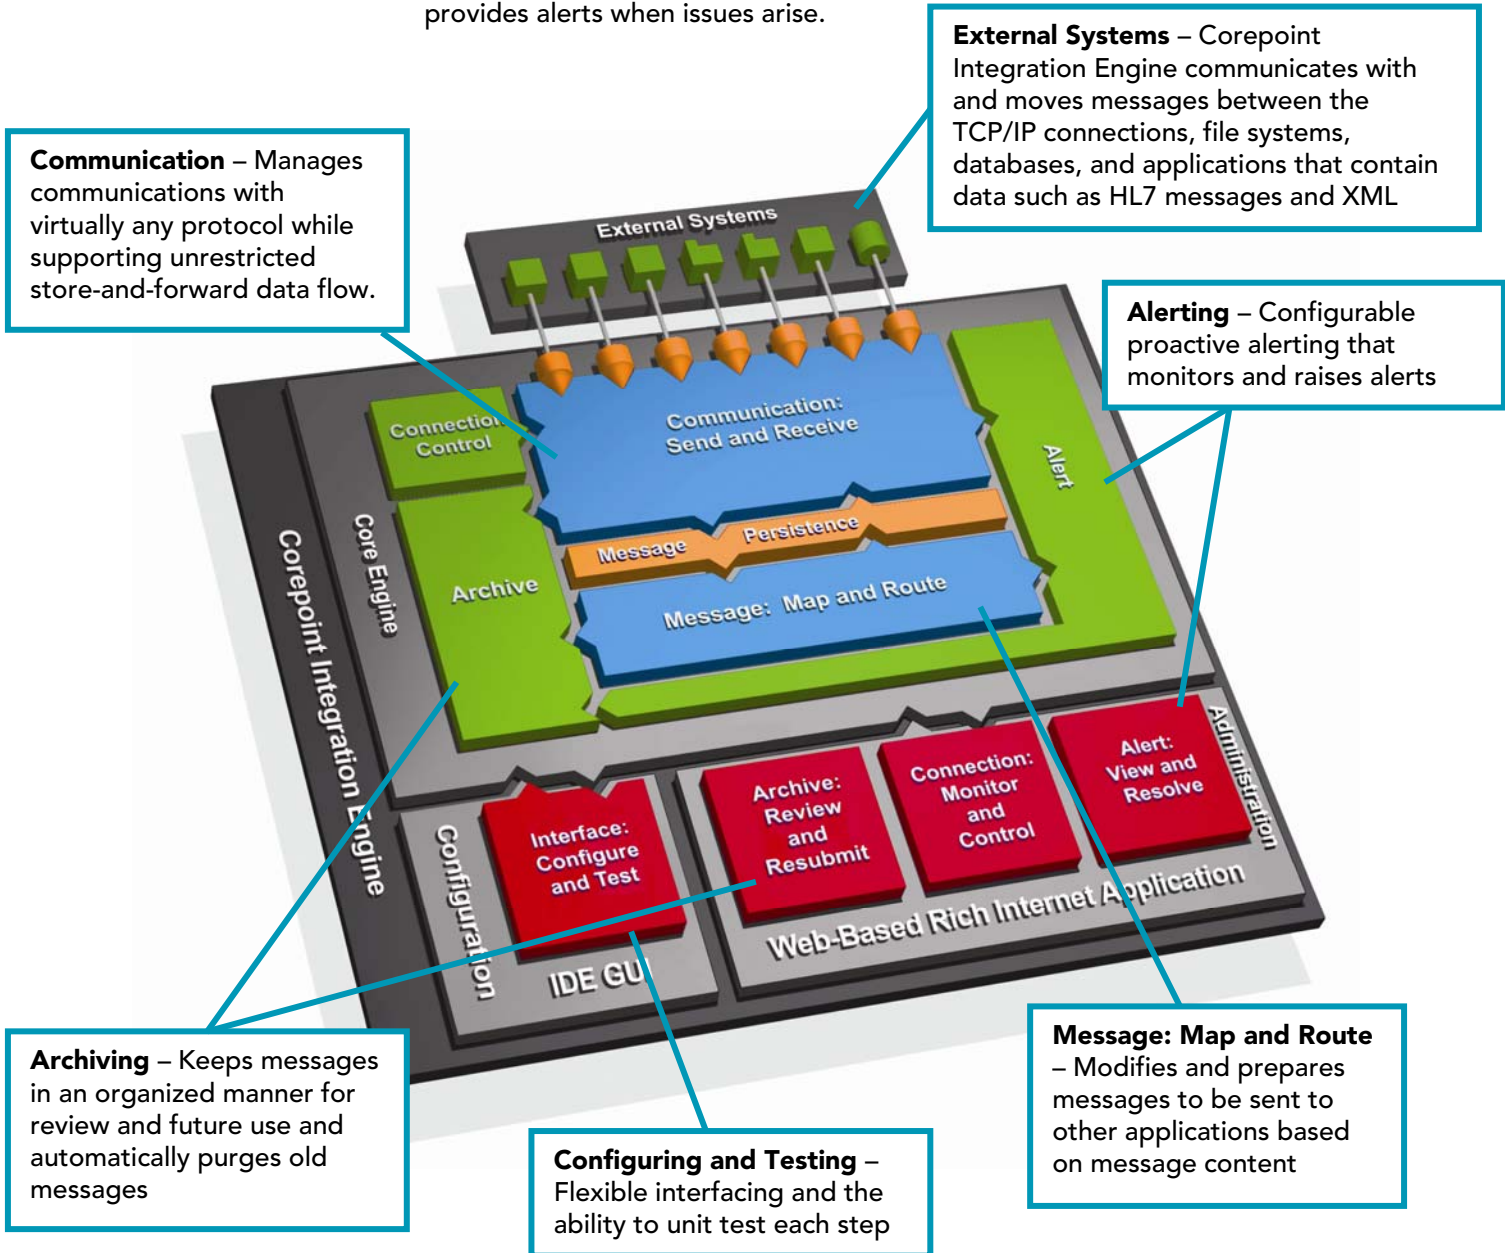 provides alerts when issues arise.
External Systems – Corepoint
Integration Engine communicates with
and moves messages between the
TCP/IP connections, file systems,
databases, and applications that contain
data such as HL7 messages and XML
Communication – Manages
communications with
virtually any protocol while
supporting unrestricted
store-and-forward data flow.
Alerting – Configurable
proactive alerting that
monitors and raises alerts
External Systems
Connection
Control
Communication:
Send and Receive
Alert
Core Engine
Corepoint Integration Engine
Message Persistence
Archive
Message: Map and Route
Configuration
Interface:
Configure
and Test
IDE GUI
Archive:
Review
and
Resubmit
Connection:
Monitor
and
Control
Alert:
View and
Resolve
Administration
Web-Based Rich Internet Application
Archiving – Keeps messages
in an organized manner for
review and future use and
automatically purges old
messages
Configuring and Testing –
Flexible interfacing and the
ability to unit test each step
Message: Map and Route
– Modifies and prepares
messages to be sent to
other applications based
on message content